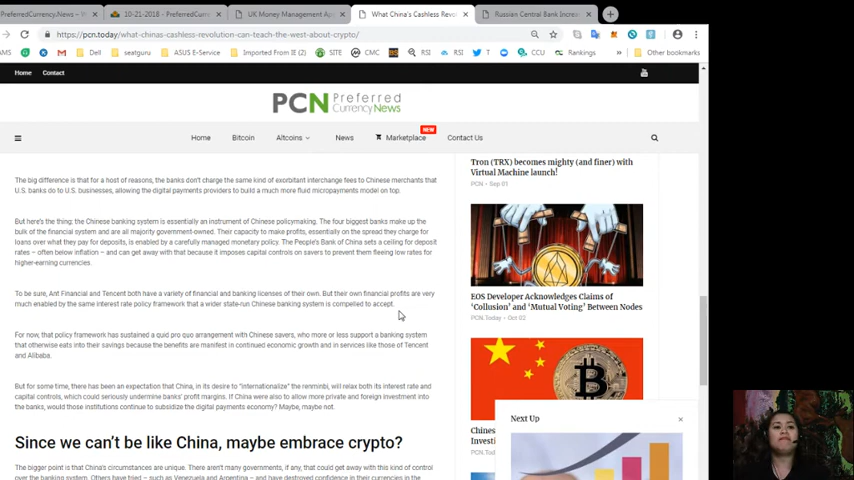 PreferredCurrency.News – W
10-21-2018 - PreferredCurre
UK Money Management Ap
What China's Cashless Revol
Russian Central Bank Increas
https://pcn.today/what-chinas-cashless-revolution-can-teach-the-west-about-crypto/
AMS
Dell
seatguru
ASUS E-Service
Imported From IE (2)
SITE
CMC
RSI
RSI
T
CCU
Rankings
Other bookmarks
Home
Contact
PCN Preferred
Currency News
NEW
Home
Bitcoin
Altcoins
News
Marketplace
Contact Us
The big difference is that for a host of reasons, the banks don't charge the same kind of exorbitant interchange fees to Chinese merchants that
U.S. banks do to U.S. businesses, allowing the digital payments providers to build a much more fluid micropayments model on top.
But here's the thing: the Chinese banking system is essentially an instrument of Chinese policymaking. The four biggest banks make up the
bulk of the financial system and are all majority government-owned. Their capacity to make profits, essentially on the spread they charge for
loans over what they pay for deposits, is enabled by a carefully managed monetary policy. The People's Bank of China sets a ceiling for deposit
rates – often below inflation – and can get away with that because it imposes capital controls on savers to prevent them fleeing low rates for
higher-earning currencies.
To be sure, Ant Financial and Tencent both have a variety of financial and banking licenses of their own. But their own financial profits are very
much enabled by the same interest rate policy framework that a wider state-run Chinese banking system is compelled to accept.
For now, that policy framework has sustained a quid pro quo arrangement with Chinese savers, who more or less support a banking system
that otherwise eats into their savings because the benefits are manifest in continued economic growth and in services like those of Tencent
and Alibaba.
But for some time, there has been an expectation that China, in its desire to "internationalize" the renminbi, will relax both its interest rate and
capital controls, which could seriously undermine banks' profit margins. If China were also to allow more private and foreign investment into
the banks, would those institutions continue to subsidize the digital payments economy? Maybe, maybe not.
Since we can't be like China, maybe embrace crypto?
The bigger point is that China's circumstances are unique. There aren't many governments, if any, that could get away with this kind of control
over the banking system. Others have tried – such as Venezuela and Argentina – and have destroyed confidence in their currencies in the
Tron (TRX) becomes mighty (and finer) with
Virtual Machine launch!
PCN • Sep 01
EOS Developer Acknowledges Claims of
'Collusion' and 'Mutual Voting' Between Nodes
PCN.Today • Oct 02
Chines
Investi
PCN.To
Next Up